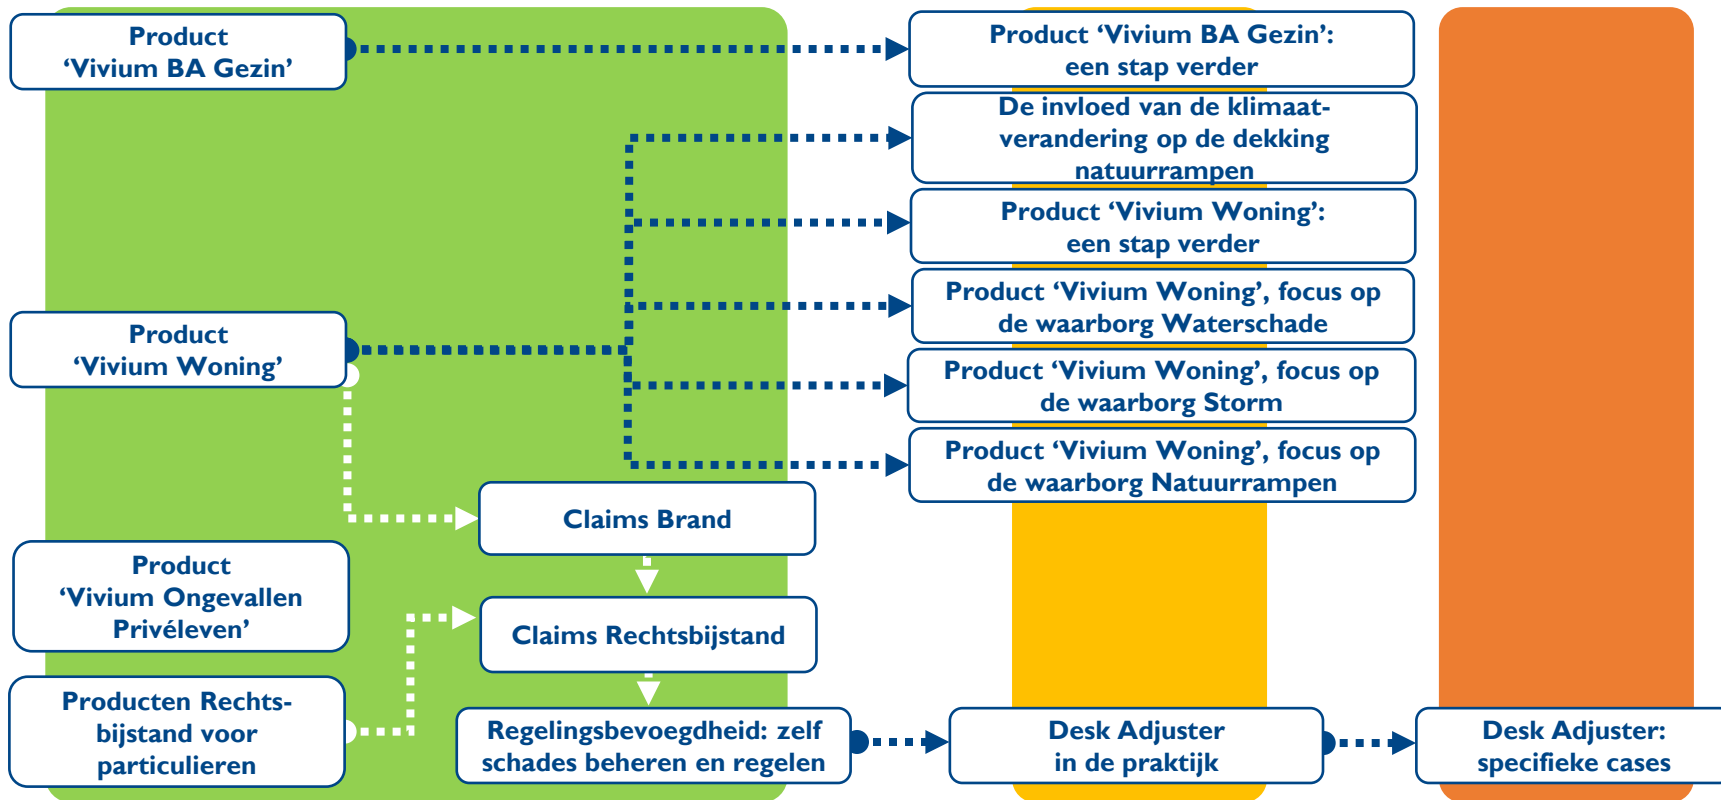 Product
‘Vivium BA Gezin’
Product ‘Vivium BA Gezin’:
een stap verder
De invloed van de klimaat-
verandering op de dekking
natuurrampen
Product ‘Vivium Woning’:
een stap verder
Product ‘Vivium Woning’, focus op
de waarborg Waterschade
Product
‘Vivium Woning’
Product ‘Vivium Woning’, focus op
de waarborg Storm
Product ‘Vivium Woning’, focus op
de waarborg Natuurrampen
Claims Brand
Product
‘Vivium Ongevallen
Privéleven’
Claims Rechtsbijstand
Producten Rechts-
bijstand voor
particulieren
Regelingsbevoegdheid: zelf
schades beheren en regelen
Desk Adjuster
in de praktijk
Desk Adjuster:
specifieke cases